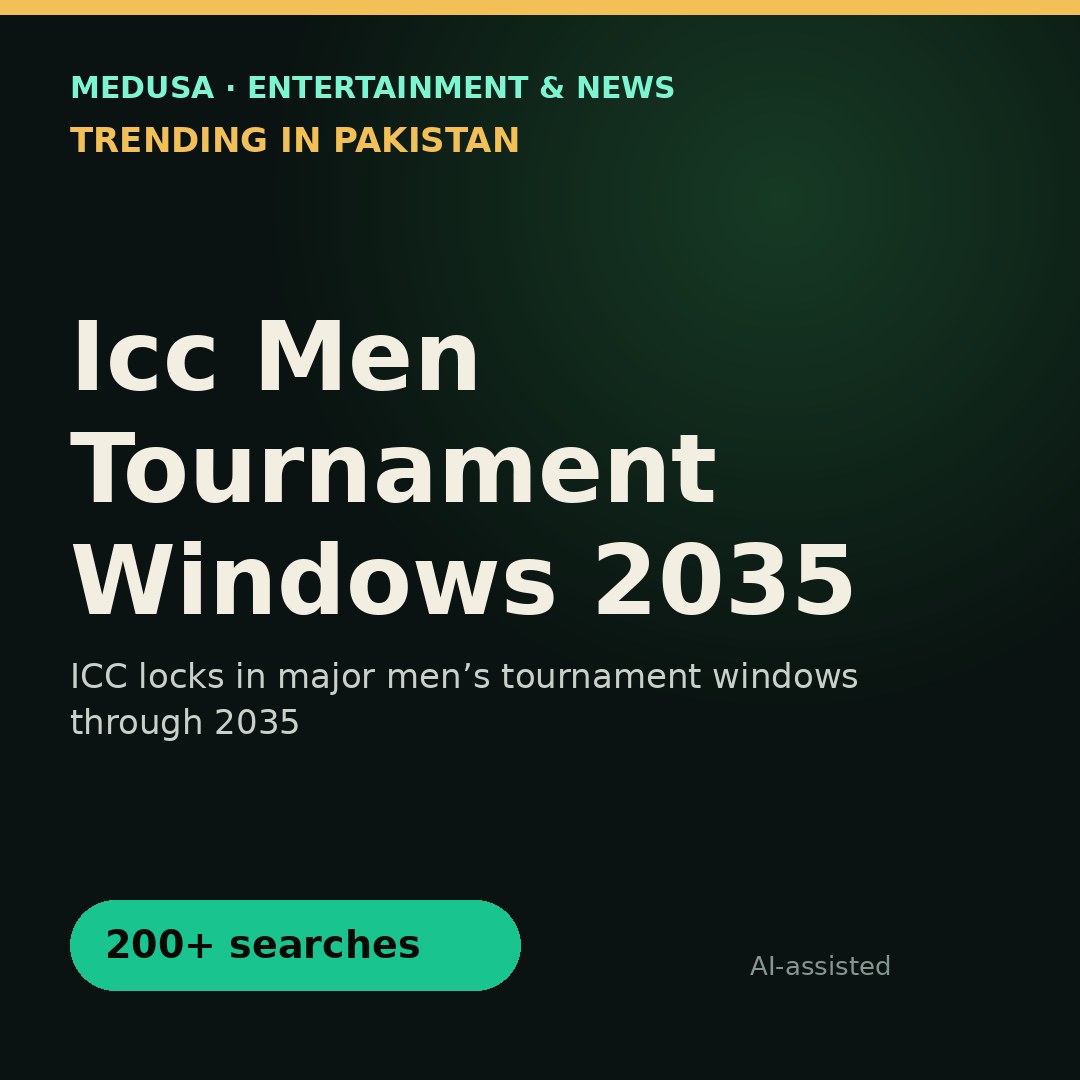 MEDUSA · ENTERTAINMENT & NEWS
TRENDING IN PAKISTAN
Icc Men
Tournament
Windows 2035
ICC locks in major men’s tournament windows
through 2035
200+ searches
AI-assisted